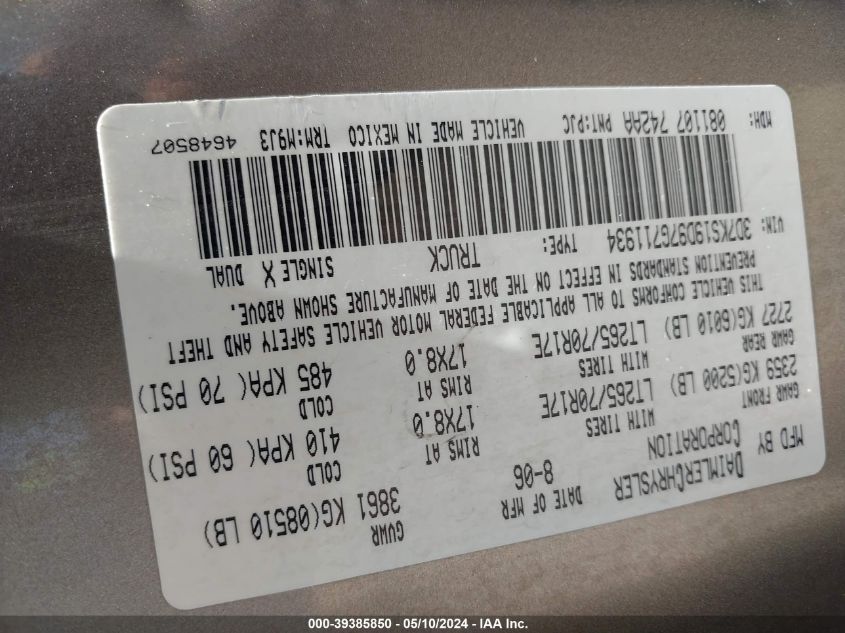 MFD BY DAIMLERCHRYSLER CORPORATION DATE OF MFR 8-06 GVWR 3861 KG(08510 LB)
GAWR FRONT 2359 KG(5200 LB) WITH TIRES LT265/70R17E RIMS AT 17X8.0 COLD 410 KPA( 60 PSI)
GAWR REAR 2727 KG(6010 LB) WITH TIRES LT265/70R17E RIMS AT 17X8.0 COLD 485 KPA( 70 PSI)
THIS VEHICLE CONFORMS TO ALL APPLICABLE FEDERAL MOTOR VEHICLE SAFETY AND THEFT
PREVENTION STANDARDS IN EFFECT ON THE DATE OF MANUFACTURE SHOWN ABOVE.
VIN: 3D7KS19D97G711934 TYPE: TRUCK SINGLE X DUAL
MDH: 081107 742AA PNT:PJC VEHICLE MADE IN MEXICO TRM:M9J3 4648507
000-39385850 - 05/10/2024 - IAA Inc.